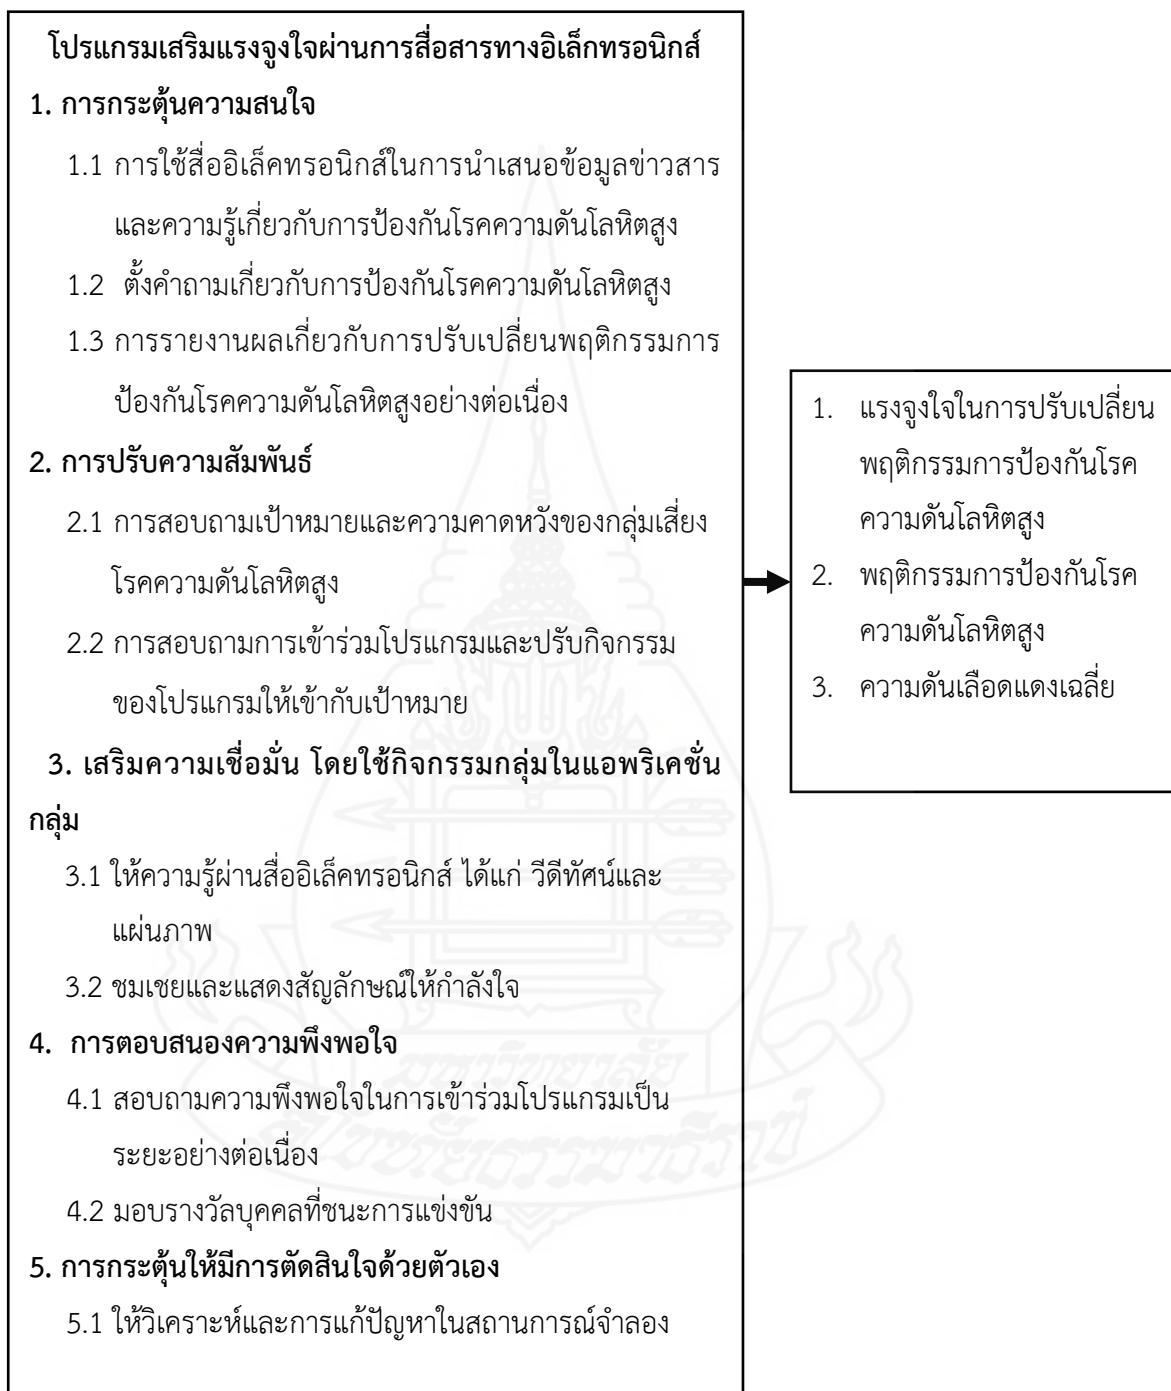 โปรแกรมเสริมแรงจูงใจผ่านการสื่อสารทางอิเล็กทรอนิกส์
1. การกระตุ้นความสนใจ
1.1 การใช้สื่ออิเล็คทรอนิกส์ในการนำเสนอข้อมูลข่าวสาร
และความรู้เกี่ยวกับการป้องกันโรคความดันโลหิตสูง
1.2 ตั้งคำถามเกี่ยวกับการป้องกันโรคความดันโลหิตสูง
1.3 การรายงานผลเกี่ยวกับการปรับเปลี่ยนพฤติกรรมการ
ป้องกันโรคความดันโลหิตสูงอย่างต่อเนื่อง
2. การปรับความสัมพันธ์
2.1 การสอบถามเป้าหมายและความคาดหวังของกลุ่มเสี่ยง
โรคความดันโลหิตสูง
2.2 การสอบถามการเข้าร่วมโปรแกรมและปรับกิจกรรม
ของโปรแกรมให้เข้ากับเป้าหมาย
3. เสริมความเชื่อมั่น โดยใช้กิจกรรมกลุ่มในแอพริเคชั่น
กลุ่ม
3.1 ให้ความรู้ผ่านสื่ออิเล็คทรอนิกส์ ได้แก่ วีดีทัศน์และ
แผ่นภาพ
3.2 ชมเชยและแสดงสัญลักษณ์ให้กำลังใจ
4. การตอบสนองความพึงพอใจ
4.1 สอบถามความพึงพอใจในการเข้าร่วมโปรแกรมเป็น
ระยะอย่างต่อเนื่อง
4.2 มอบรางวัลบุคคลที่ชนะการแข่งขัน
5. การกระตุ้นให้มีการตัดสินใจด้วยตัวเอง
5.1 ให้วิเคราะห์และการแก้ปัญหาในสถานการณ์จำลอง
1. แรงจูงใจในการปรับเปลี่ยน
พฤติกรรมการป้องกันโรค
ความดันโลหิตสูง
2. พฤติกรรมการป้องกันโรค
ความดันโลหิตสูง
3. ความดันเลือดแดงเฉลี่ย
มหาวิทยาลัย
สุโขทัยธรรมาธิราช